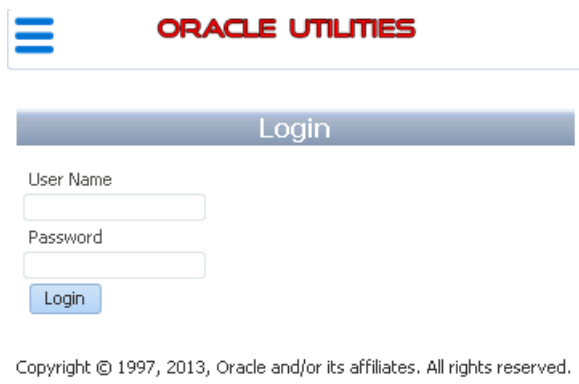 ORACLE UTILITIES
Login
User Name
Password
Login
Copyright © 1997, 2013, Oracle and/or its affiliates. All rights reserved.